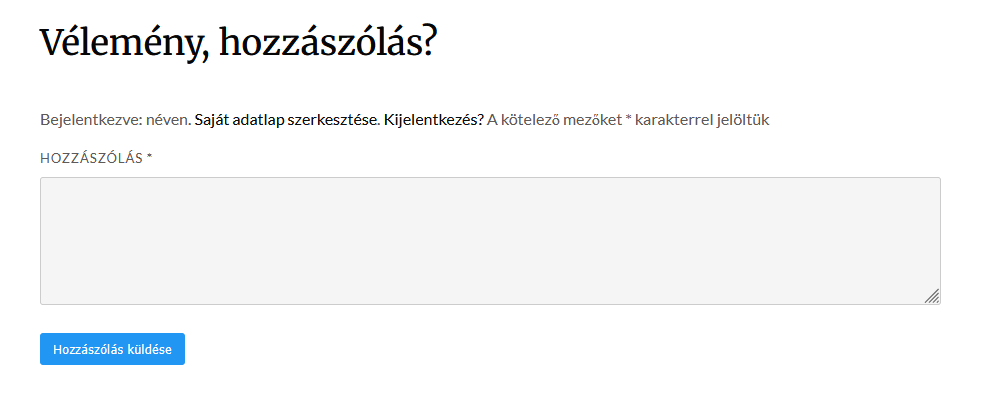 Vélemény, hozzászólás?
Bejelentkezve: néven. Saját adatlap szerkesztése. Kijelentkezés? A kötelező mezőket * karakterrel jelöltük
HOZZÁSZÓLÁS *
Hozzászólás küldése